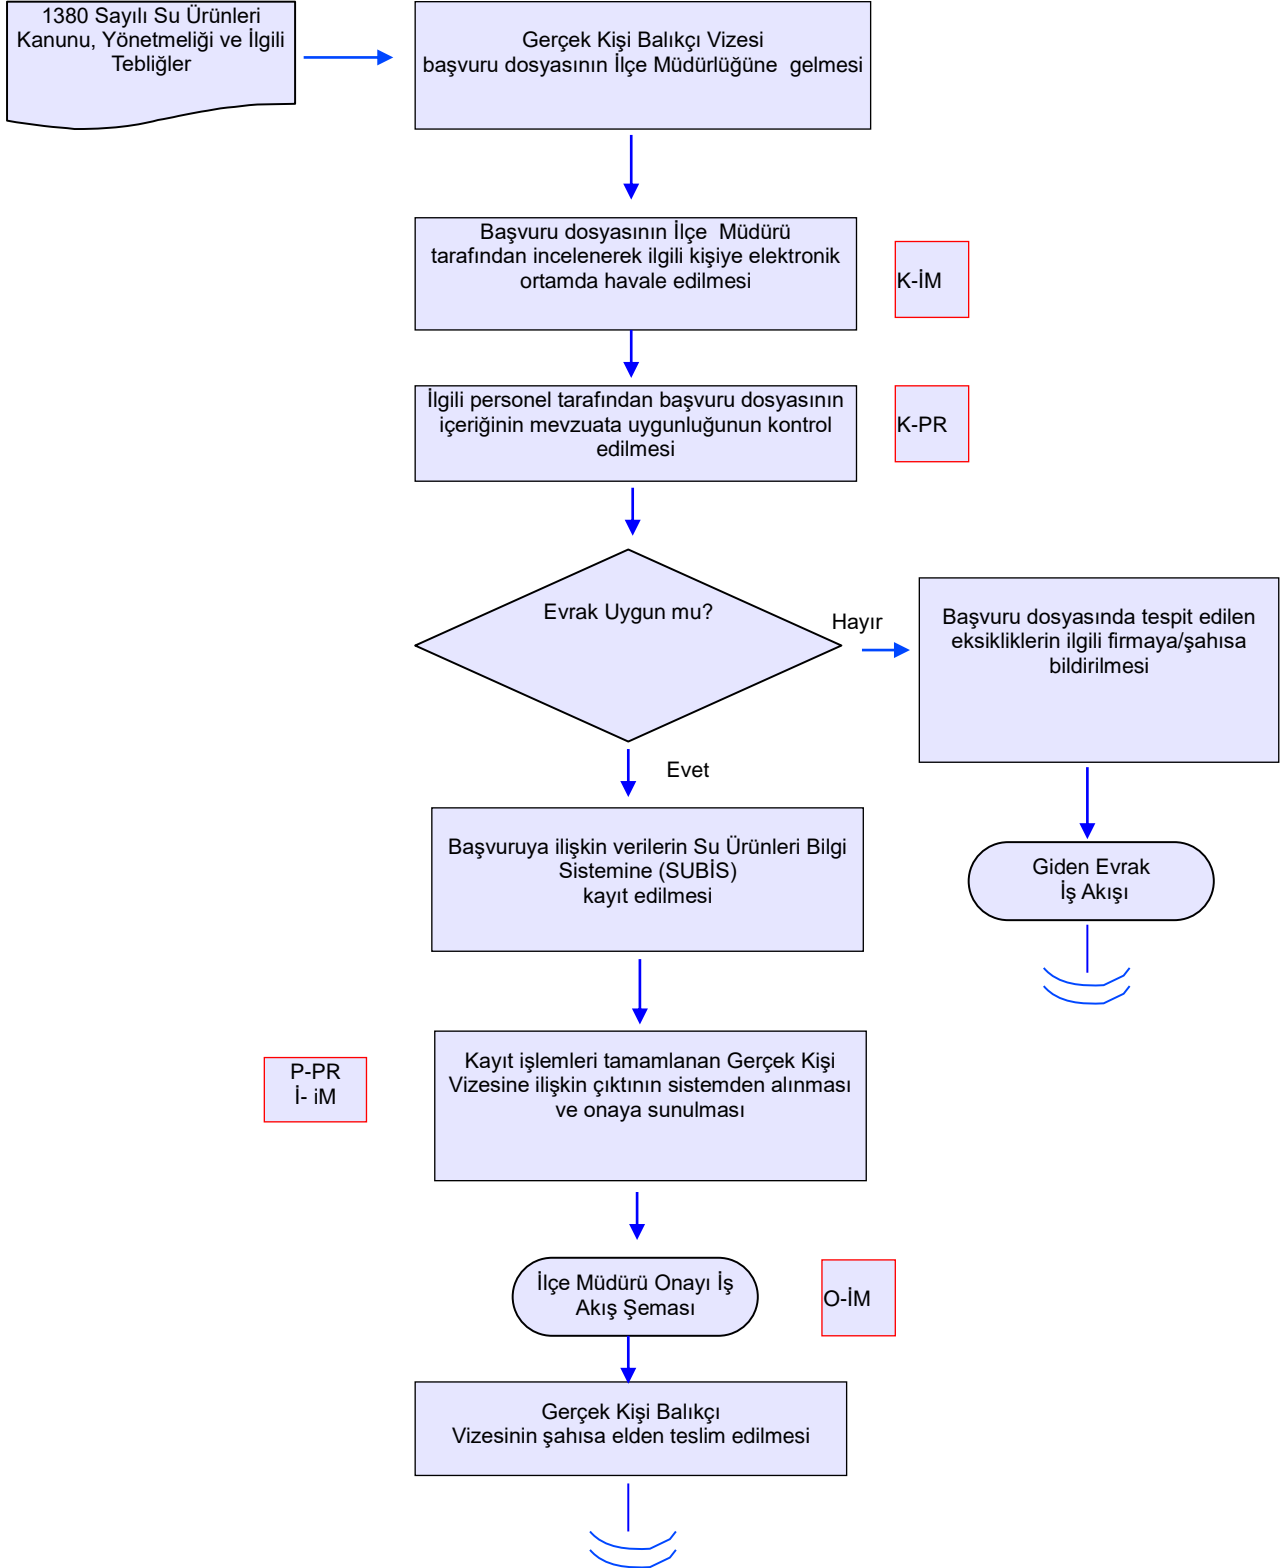 1380 Sayılı Su Ürünleri
Kanunu, Yönetmeliği ve İlgili
Tebliğler
Gerçek Kişi Balıkçı Vizesi
başvuru dosyasının İlçe Müdürlüğüne gelmesi
Başvuru dosyasının İlçe Müdürü
tarafından incelenerek ilgili kişiye elektronik
ortamda havale edilmesi
K-İM
İlgili personel tarafından başvuru dosyasının
içeriğinin mevzuata uygunluğunun kontrol
edilmesi
K-PR
Evrak Uygun mu?
Hayır
Başvuru dosyasında tespit edilen
eksikliklerin ilgili firmaya/şahısa
bildirilmesi
Evet
Başvuruya ilişkin verilerin Su Ürünleri Bilgi
Sistemine (SUBİS)
kayıt edilmesi
Giden Evrak
İş Akışı
P-PR
İ- iM
Kayıt işlemleri tamamlanan Gerçek Kişi
Vizesine ilişkin çıktının sistemden alınması
ve onaya sunulması
İlçe Müdürü Onayı İş
Akış Şeması
O-İM
Gerçek Kişi Balıkçı
Vizesinin şahısa elden teslim edilmesi